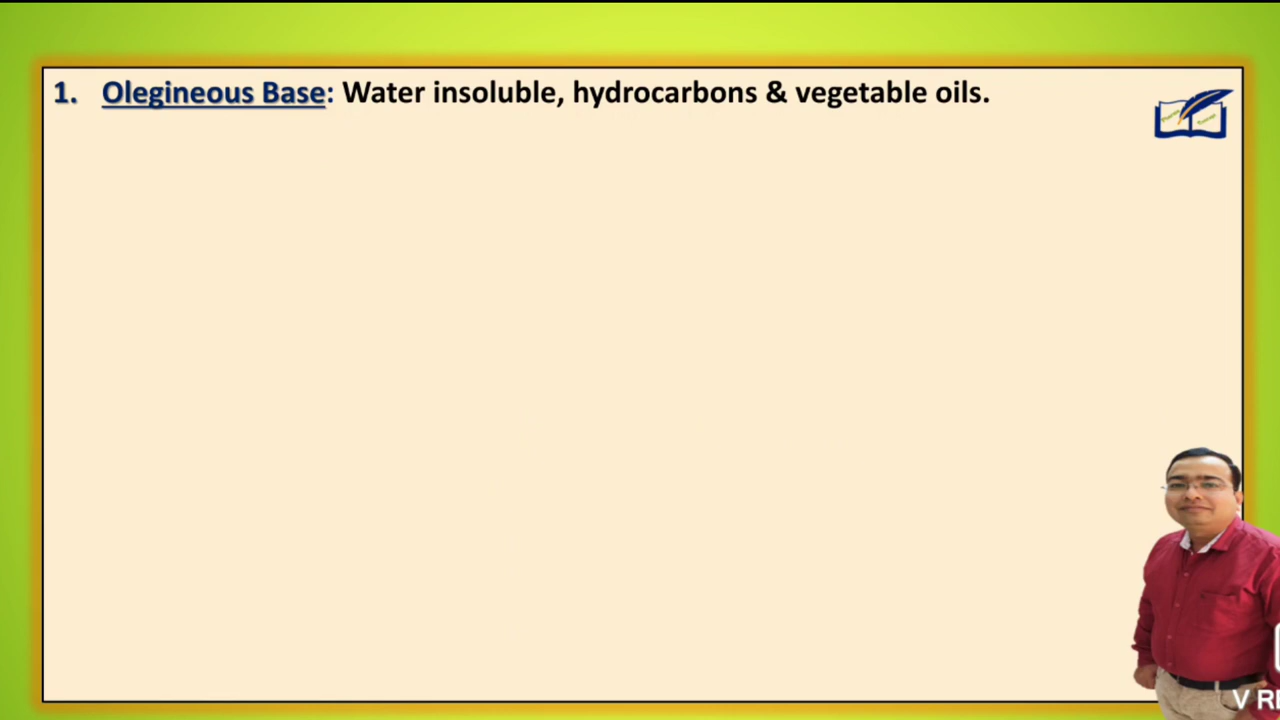 1. Olegineous Base: Water insoluble, hydrocarbons & vegetable oils.
V